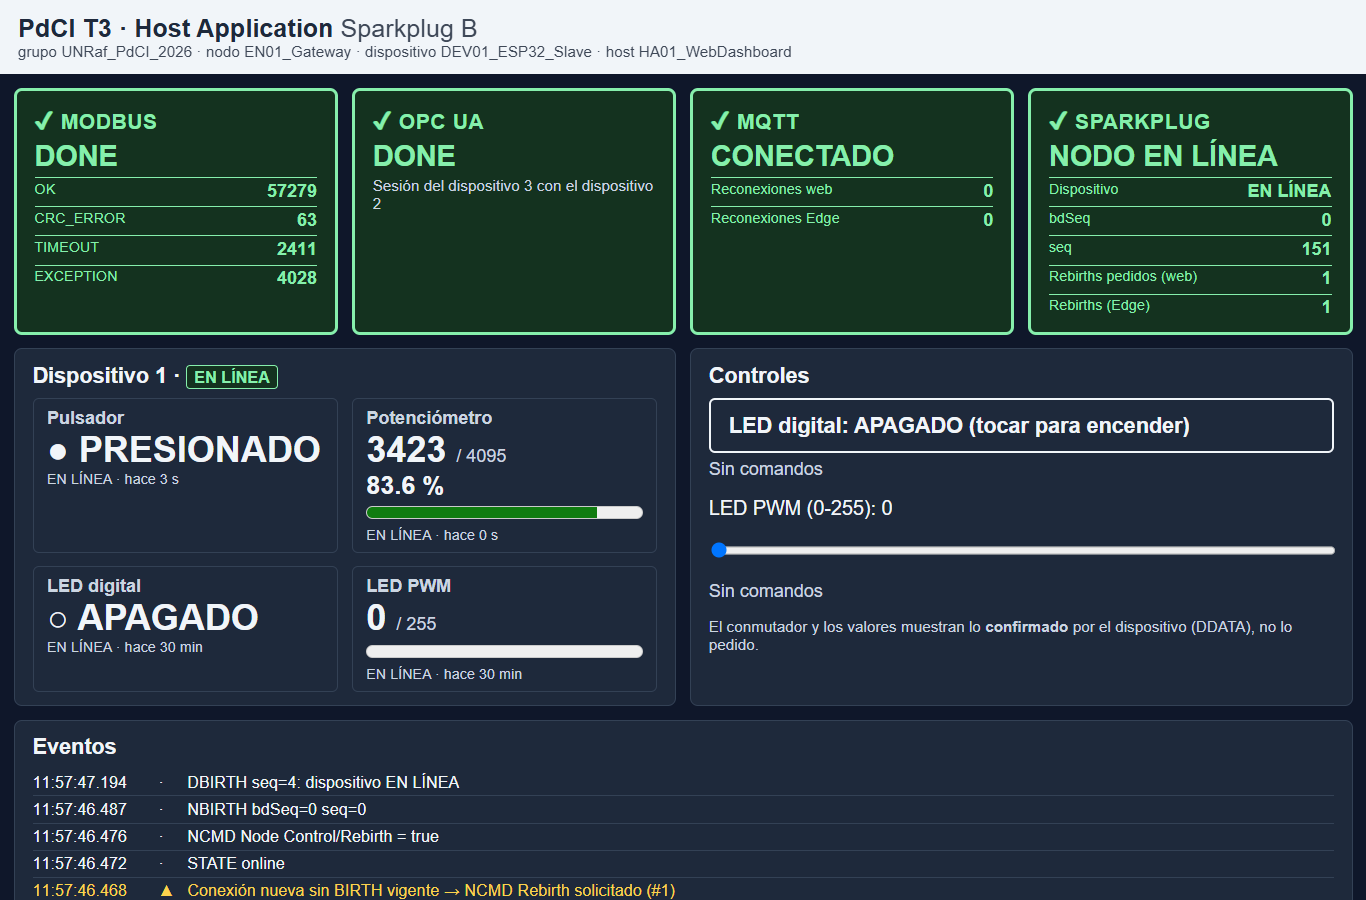 PdCI T3 · Host Application Sparkplug B
grupo UNRaf_PdCI_2026 · nodo EN01_Gateway · dispositivo DEV01_ESP32_Slave · host HA01_WebDashboard
✓ MODBUS
DONE
OK 57279
CRC_ERROR 63
TIMEOUT 2411
EXCEPTION 4028
✓ OPC UA
DONE
Sesión del dispositivo 3 con el dispositivo
2
✓ MQTT
CONECTADO
Reconexiones web 0
Reconexiones Edge 0
✓ SPARKPLUG
NODO EN LÍNEA
Dispositivo EN LÍNEA
bdSeq 0
seq 151
Rebirths pedidos (web) 1
Rebirths (Edge) 1
Dispositivo 1 · EN LÍNEA
Pulsador
● PRESIONADO
EN LÍNEA · hace 3 s
Potenciómetro
3423 / 4095
83.6 %
EN LÍNEA · hace 0 s
LED digital
○ APAGADO
EN LÍNEA · hace 30 min
LED PWM
0 / 255
EN LÍNEA · hace 30 min
Controles
LED digital: APAGADO (tocar para encender)
Sin comandos
LED PWM (0-255): 0
Sin comandos
El conmutador y los valores muestran lo confirmado por el dispositivo (DDATA), no lo
pedido.
Eventos
11:57:47.194 · DBIRTH seq=4: dispositivo EN LÍNEA
11:57:46.487 · NBIRTH bdSeq=0 seq=0
11:57:46.476 · NCMD Node Control/Rebirth = true
11:57:46.472 · STATE online
11:57:46.468 ▲ Conexión nueva sin BIRTH vigente → NCMD Rebirth solicitado (#1)